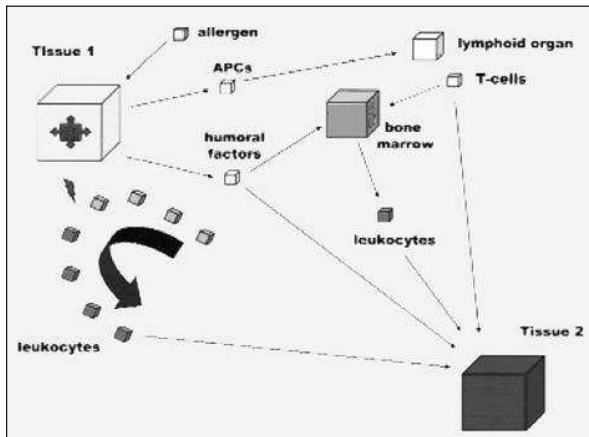 allergen
Tissue 1
lymphoid organ
APCs
T-cells
humoral
factors
bone
marrow
leukocytes
Tissue 2
leukocytes